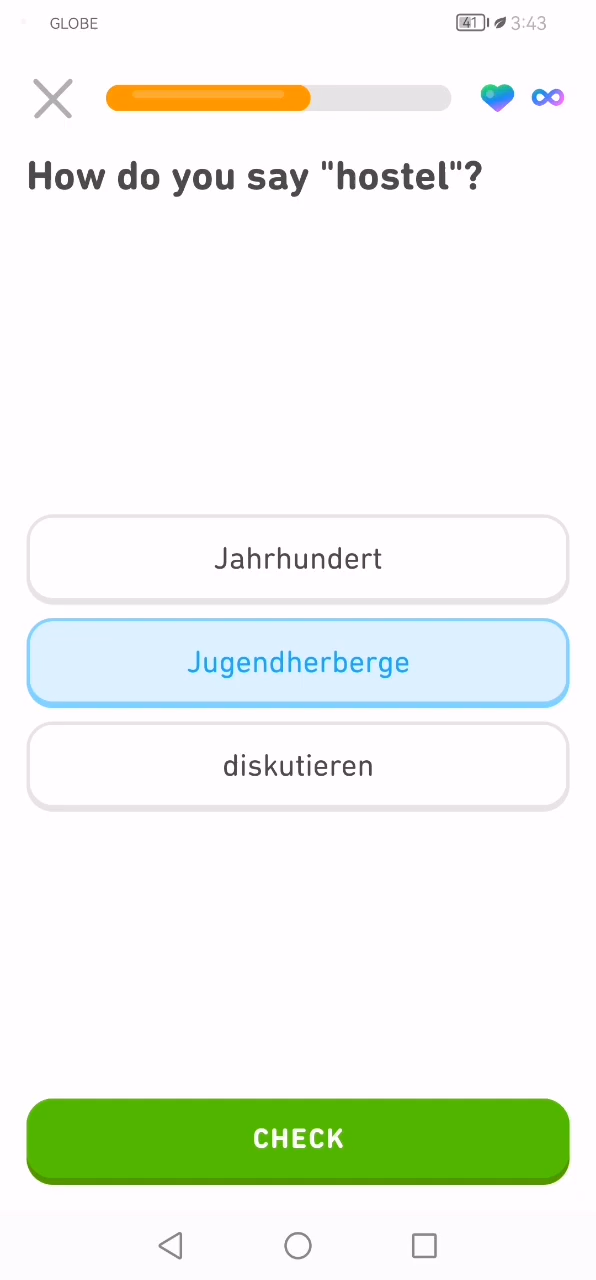 GLOBE 41 3:43
How do you say "hostel"?
Jahrhundert
Jugendherberge
diskutieren
CHECK